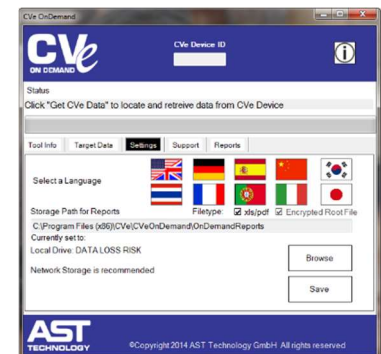 CVe OnDemand
CVe
ON DEMAND
CVe Device ID
Status
Click "Get CVe Data" to locate and retreive data from CVe Device
Tool Info Target Data Settings Support Reports
Select a Language
Storage Path for Reports Filetype: xls/pdf Encrypted Root File
C:\Program Files (x86)\CVe\CVeOnDemand\OnDemandReports
Currently set to:
Local Drive: DATA LOSS RISK
Browse
Network Storage is recommended
Save
AST
TECHNOLOGY
©Copyright 2014 AST Technology GmbH All rights reserved